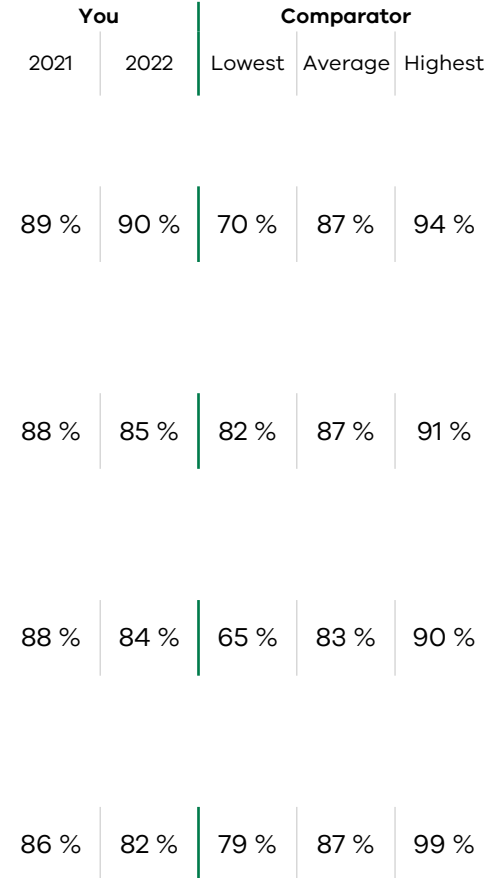 You Comparator
2021 2022 Lowest Average Highest
89 % 90 % 70 % 87 % 94 %
88 % 85 % 82 % 87 % 91 %
88 % 84 % 65 % 83 % 90 %
86 % 82 % 79 % 87 % 99 %